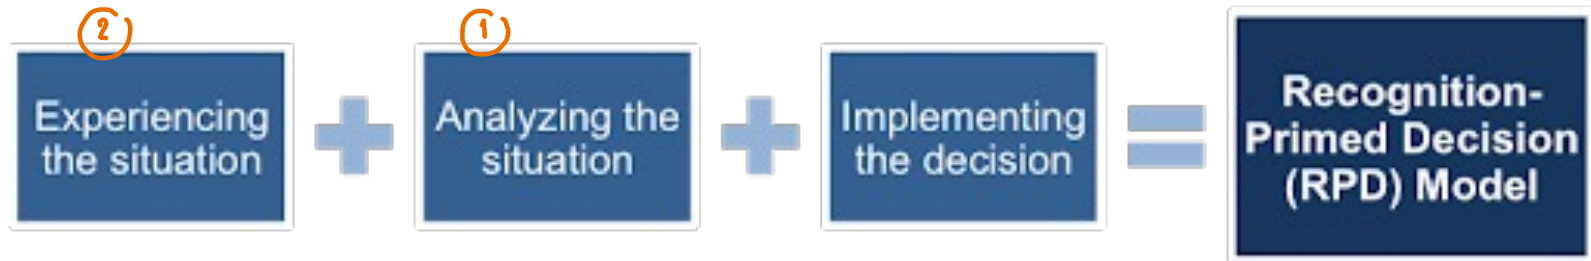 2
1
Experiencing
the situation
Analyzing the
situation
Implementing
the decision
Recognition-
Primed Decision
(RPD) Model